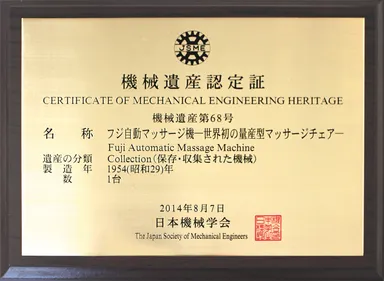 JSME
機械遺産認定証
CERTIFICATE OF MECHANICAL ENGINEERING HERITAGE
機械遺産第68号
名 称 フジ自動マッサージ機―世界初の量産型マッサージチェア―
Fuji Automatic Massage Machine
遺産の分類 Collection(保存・収集された機械)
製 造 年 1954(昭和29)年
数 1台
2014年8月7日
日本機械学会
The Japan Society of Mechanical Engineers